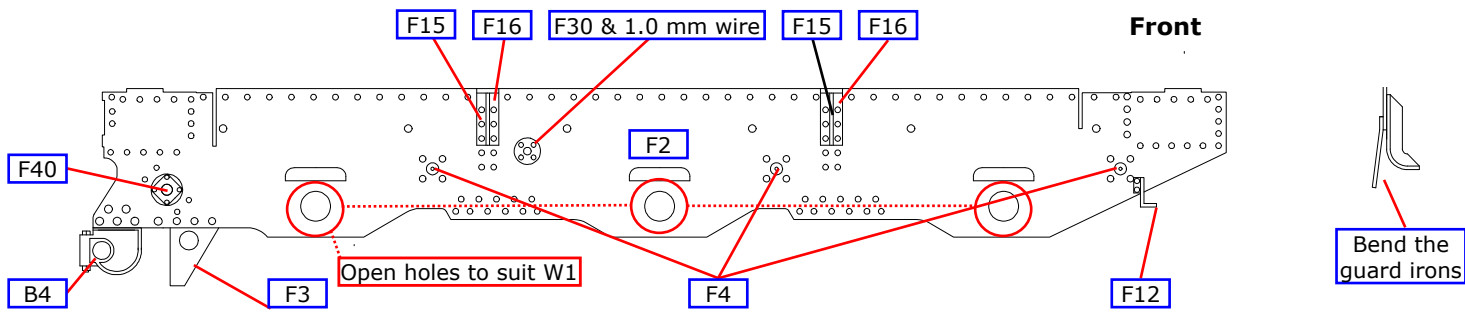 F15
F16
F30 & 1.0 mm wire
F15
F16
Front
F40
F2
Open holes to suit W1
B4
F3
F4
F12
Bend the
guard irons